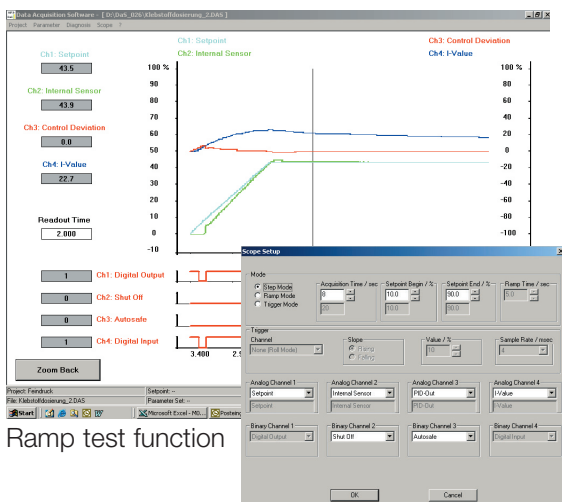 Data Acquisition Software - [ D:\Da5_026\Klebstoffdosierung_2.DAS ]
Project Parameter Diagnosis Scope ?
Ch1: Setpoint
43.5
Ch2: Internal Sensor
43.9
Ch3: Control Deviation
0.0
Ch4: I-Value
22.7
Readout Time
2.000
1 Ch1: Digital Output
0 Ch2: Shut Off
0 Ch3: Autosafe
1 Ch4: Digital Input
Zoom Back
Ch1: Setpoint Ch3: Control Deviation
Ch2: Internal Sensor Ch4: I-Value
100 % 100 %
90 80
80 60
70 40
60 20
50 0
40 -20
30 -40
20 -60
10 -80
0 -100
-10
3.400 2.9
Project: Feindruck Setpoint: --
File: Klebstoffdosierung_2.DAS Parameter Set: --
Start Microsoft Excel - M0... Postein
Scope Setup
Mode
Step Mode
Ramp Mode
Tigger Mode
Acquisition Time / sec
8
20
Setpoint Begin / %
10.0
10.0
Setpoint End / %
90.0
90.0
Ramp Time / sec
5.0
Trigger
Channel
None (Roll Mode)
Slope
Rising
Falling
Value / %
10
Sample Rate / msec
4
Analog Channel 1 Analog Channel 2 Analog Channel 3 Analog Channel 4
Setpoint Internal Sensor PID-Out I-Value
Setpoint Internal Sensor PID-Out I-Value
Binary Channel 1 Binary Channel 2 Binary Channel 3 Binary Channel 4
Digital Output Shut Off Autosafe Digital Input
OK Cancel
Ramp test function